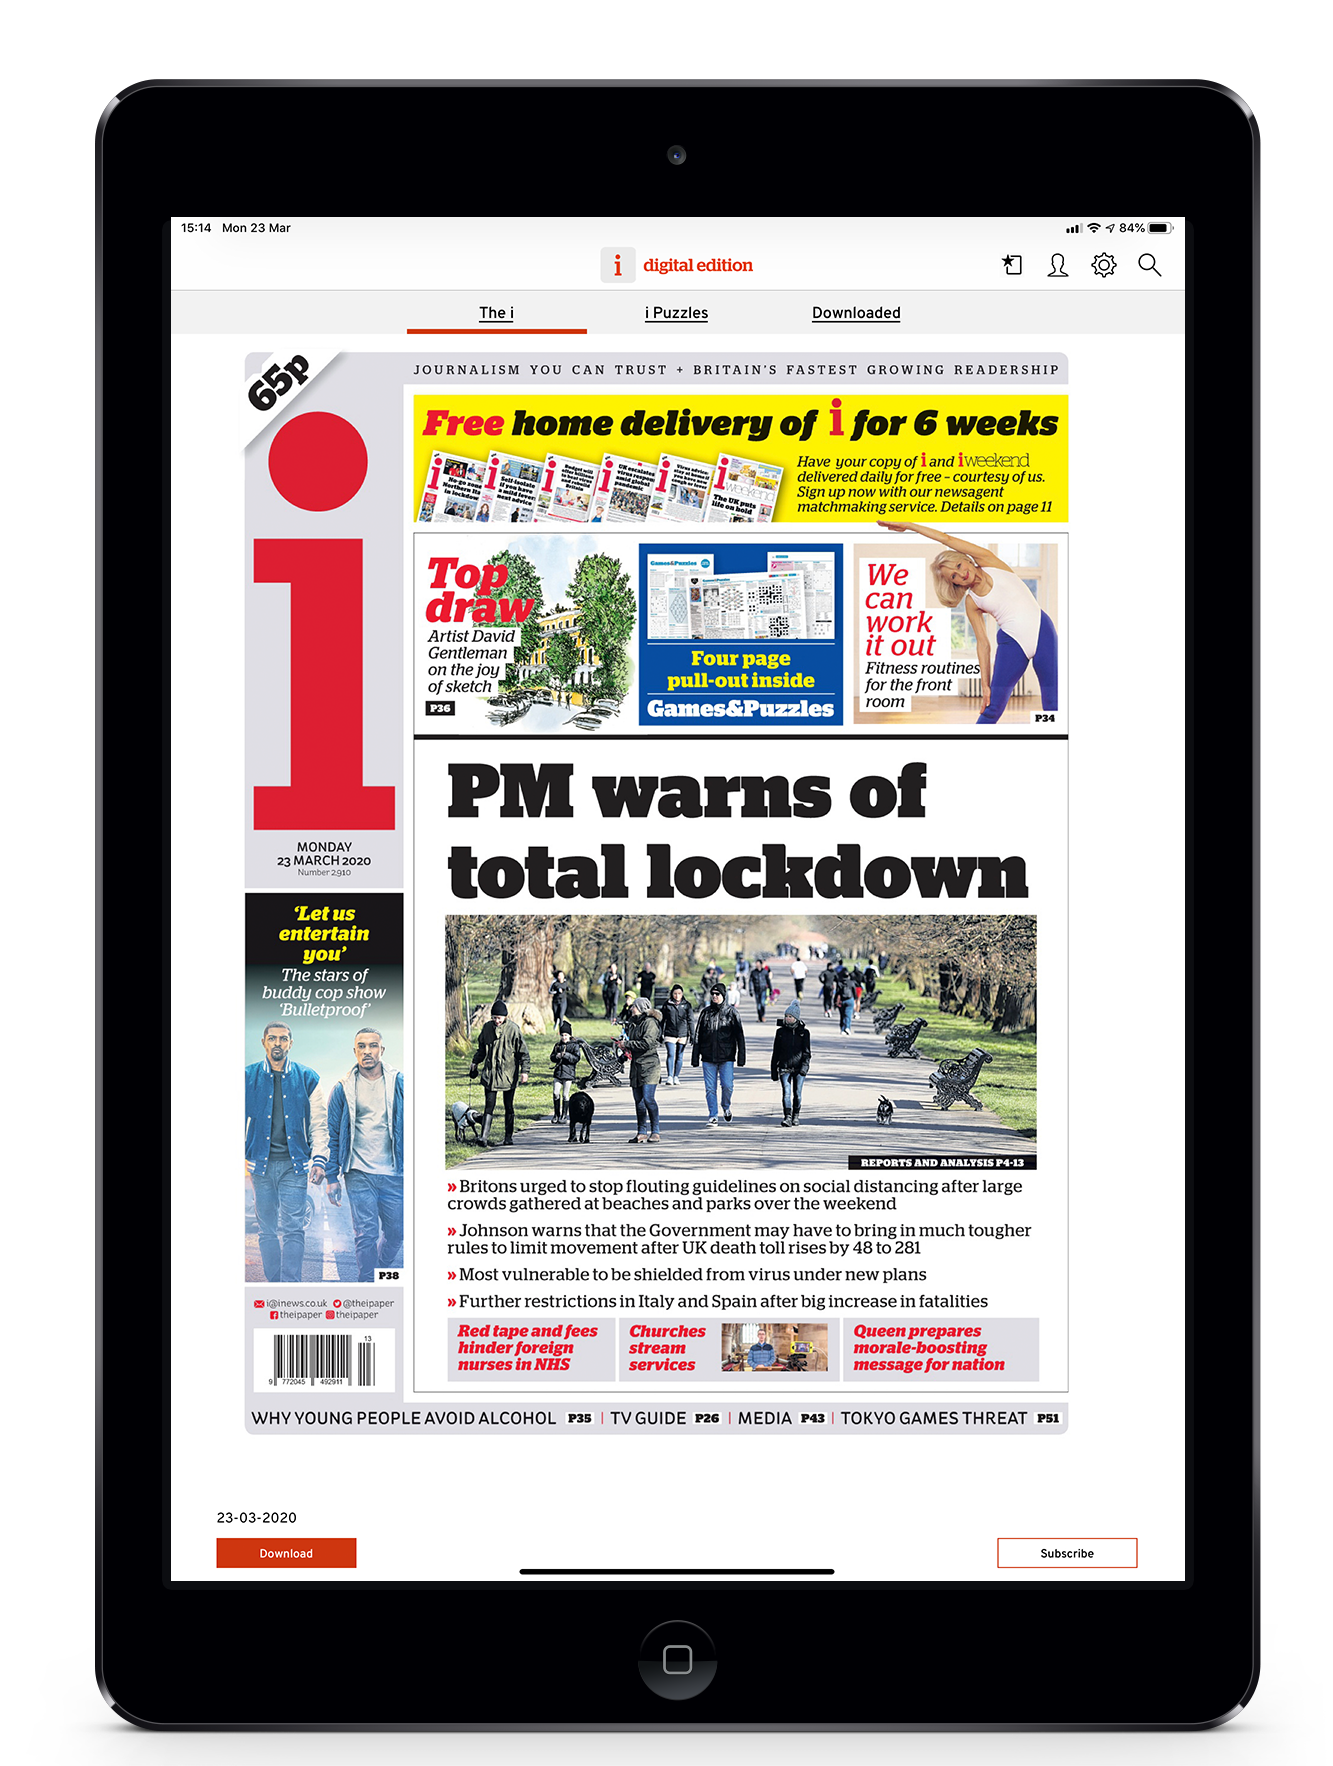 15:14 Mon 23 Mar
84%
i digital edition
The i
i Puzzles
Downloaded
65p
JOURNALISM YOU CAN TRUST + BRITAIN'S FASTEST GROWING READERSHIP
i
MONDAY
23 MARCH 2020
Number 2,910
Free home delivery of i for 6 weeks
Have your copy of i and iweekend
delivered daily for free – courtesy of us.
Sign up now with our newsagent
matchmaking service. Details on page 11
Top
draw
Artist David
Gentleman
on the joy
of sketch
P36
Games&Puzzles
Four page
pull-out inside
Games&Puzzles
We
can
work
it out
Fitness routines
for the front
room
P34
PM warns of
total lockdown
REPORTS AND ANALYSIS P4-13
» Britons urged to stop flouting guidelines on social distancing after large
crowds gathered at beaches and parks over the weekend
» Johnson warns that the Government may have to bring in much tougher
rules to limit movement after UK death toll rises by 48 to 281
» Most vulnerable to be shielded from virus under new plans
» Further restrictions in Italy and Spain after big increase in fatalities
Red tape and fees
hinder foreign
nurses in NHS
Churches
stream
services
Queen prepares
morale-boosting
message for nation
'Let us
entertain
you'
The stars of
buddy cop show
'Bulletproof'
P38
i@inews.co.uk @theipaper
theipaper theipaper
13
9 772045 492911
WHY YOUNG PEOPLE AVOID ALCOHOL P35 | TV GUIDE P26 | MEDIA P43 | TOKYO GAMES THREAT P51
23-03-2020
Download
Subscribe